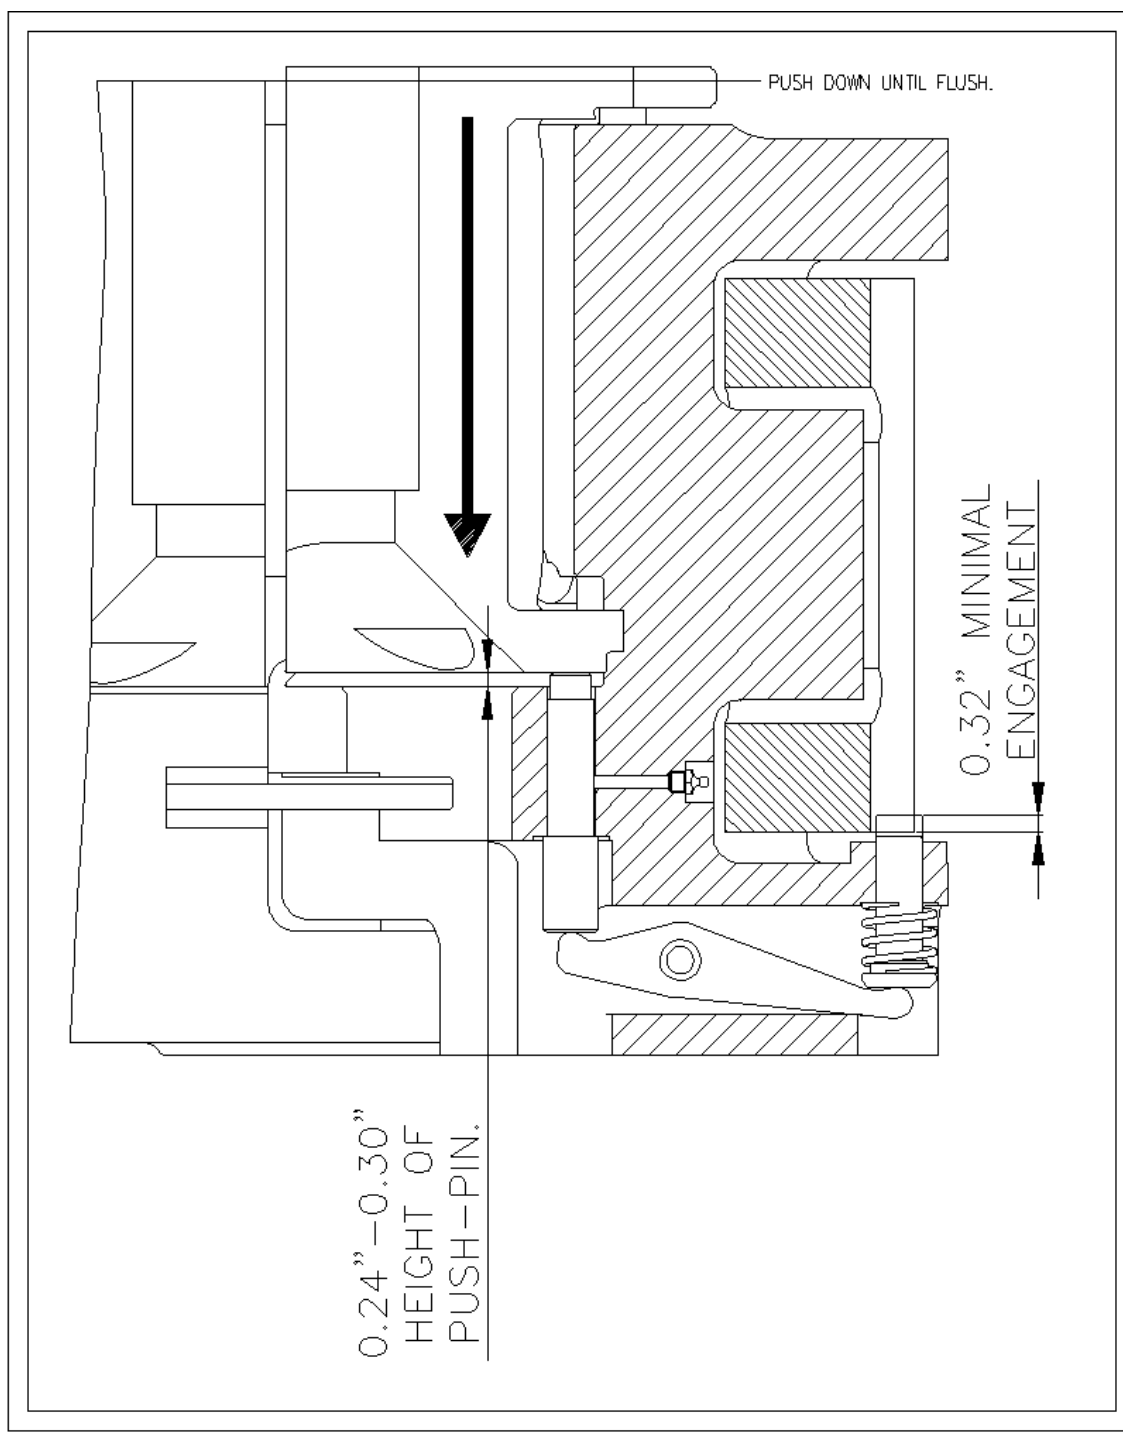 PUSH DOWN UNTIL FLUSH.
0.32” MINIMAL
ENGAGEMENT
0.24”-0.30”
HEIGHT OF
PUSH-PIN.